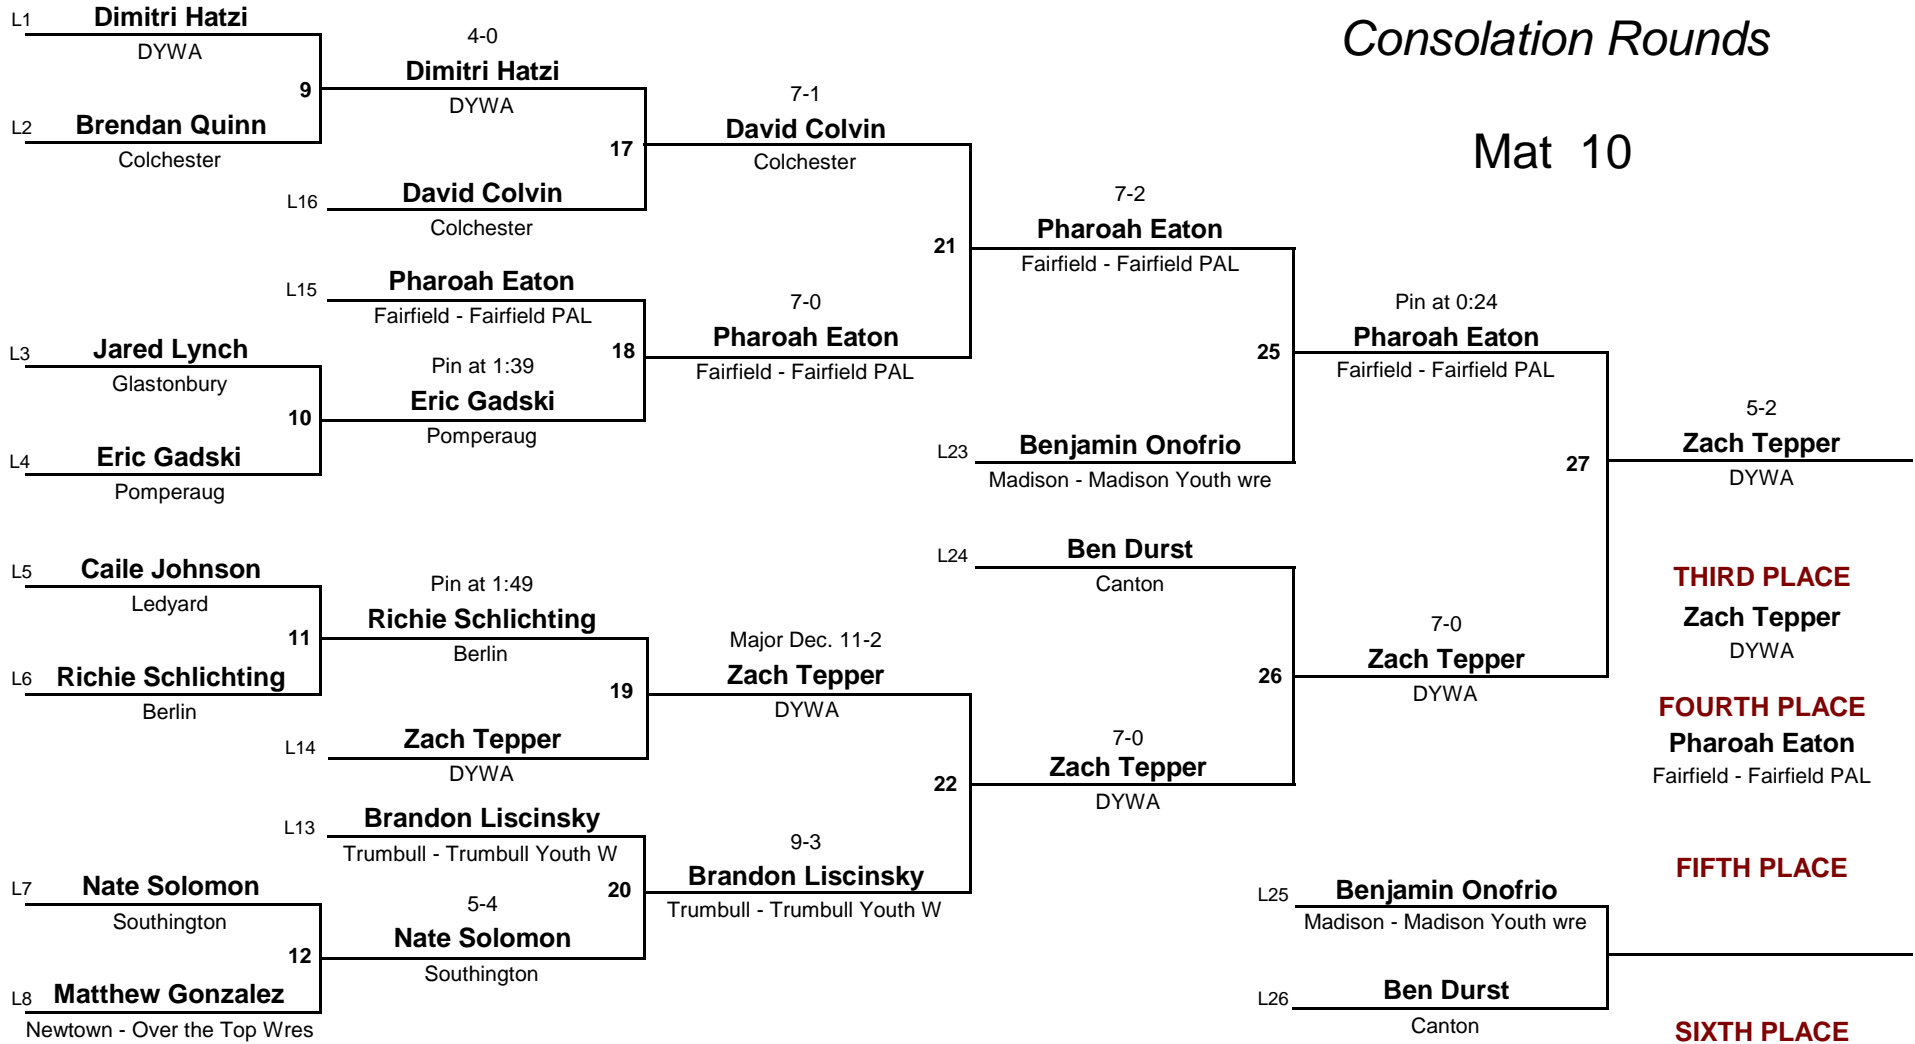 Consolation Rounds
Mat 10
L1 Dimitri Hatzi
DYWA
9
L2 Brendan Quinn
Colchester
L3 Jared Lynch
Glastonbury
10
L4 Eric Gadski
Pomperaug
L5 Caile Johnson
Ledyard
11
L6 Richie Schlichting
Berlin
L7 Nate Solomon
Southington
12
L8 Matthew Gonzalez
Newtown - Over the Top Wres
4-0
Dimitri Hatzi
DYWA
17
L16 David Colvin
Colchester
L15 Pharoah Eaton
Fairfield - Fairfield PAL
18
Pin at 1:39
Eric Gadski
Pomperaug
Pin at 1:49
Richie Schlichting
Berlin
19
L14 Zach Tepper
DYWA
L13 Brandon Liscinsky
Trumbull - Trumbull Youth W
20
5-4
Nate Solomon
Southington
7-1
David Colvin
Colchester
21
7-0
Pharoah Eaton
Fairfield - Fairfield PAL
Major Dec. 11-2
Zach Tepper
DYWA
22
9-3
Brandon Liscinsky
Trumbull - Trumbull Youth W
7-2
Pharoah Eaton
Fairfield - Fairfield PAL
25
L23 Benjamin Onofrio
Madison - Madison Youth wre
L24 Ben Durst
Canton
26
7-0
Zach Tepper
DYWA
Pin at 0:24
Pharoah Eaton
Fairfield - Fairfield PAL
27
7-0
Zach Tepper
DYWA
5-2
Zach Tepper
DYWA
THIRD PLACE
Zach Tepper
DYWA
FOURTH PLACE
Pharoah Eaton
Fairfield - Fairfield PAL
FIFTH PLACE
L25 Benjamin Onofrio
Madison - Madison Youth wre
L26 Ben Durst
Canton
SIXTH PLACE